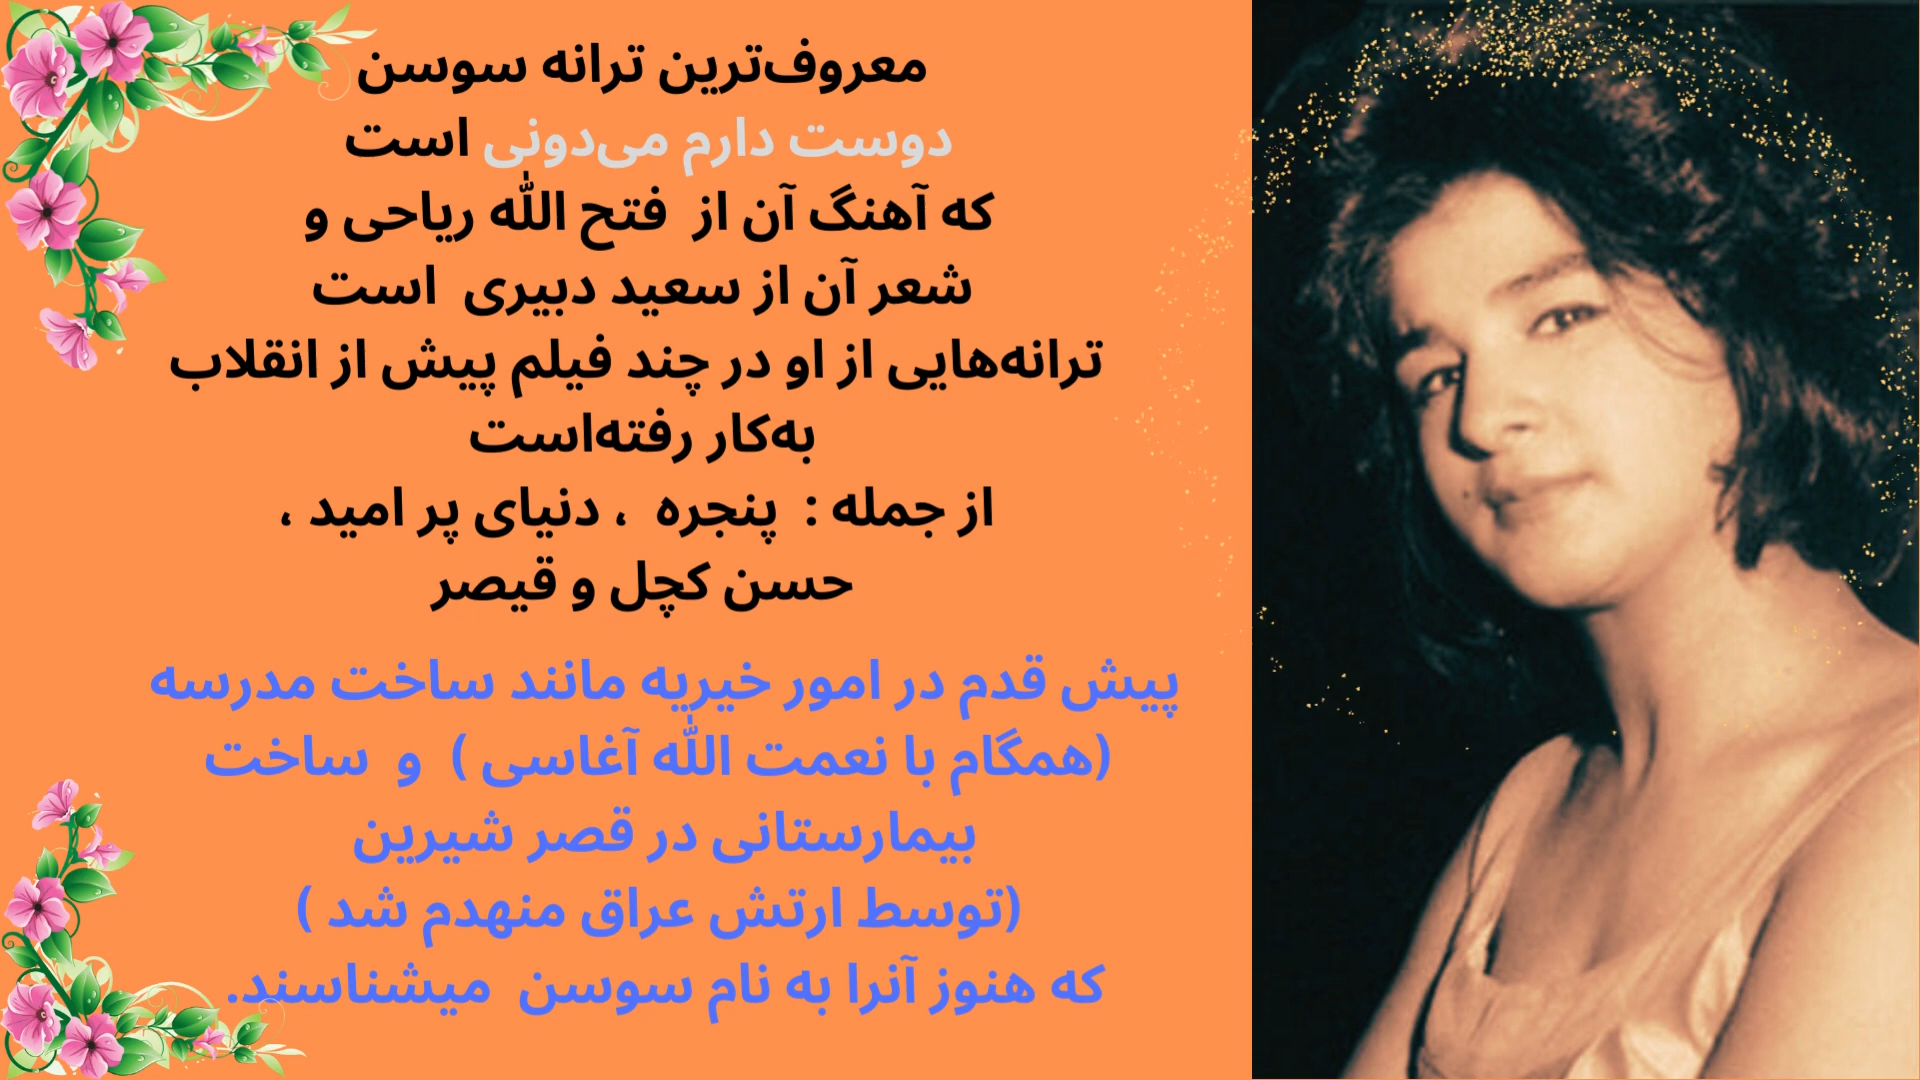 معروف‌ترین ترانه سوسن
دوست دارم می‌دونی است
که آهنگ آن از فتح الله ریاحی و
شعر آن از سعید دبیری است
ترانه‌هایی از او در چند فیلم پیش از انقلاب
به‌کار رفته‌است
از جمله : پنجره ، دنیای پر امید ،
حسن کچل و قیصر
پیش قدم در امور خیریه مانند ساخت مدرسه
(همگام با نعمت الله آغاسی ) و ساخت
بیمارستانی در قصر شیرین
(توسط ارتش عراق منهدم شد )
که هنوز آنرا به نام سوسن میشناسند.